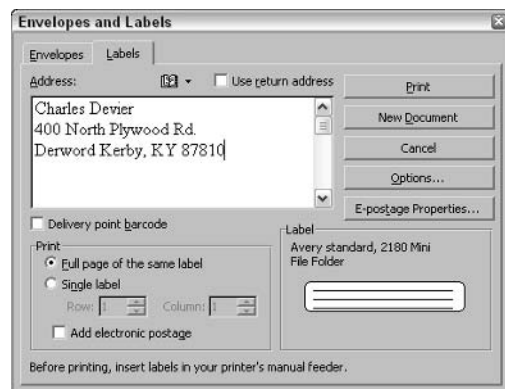 Envelopes and Labels
Envelopes Labels
Address: Use return address
Charles Devier
400 North Plywood Rd.
Derword Kerby, KY 87810
Print
New Document
Cancel
Options...
E-postage Properties...
Delivery point barcode
Print
Full page of the same label
Single label
Row: 1 Column: 1
Add electronic postage
Label
Avery standard, 2180 Mini
File Folder
Before printing, insert labels in your printer's manual feeder.